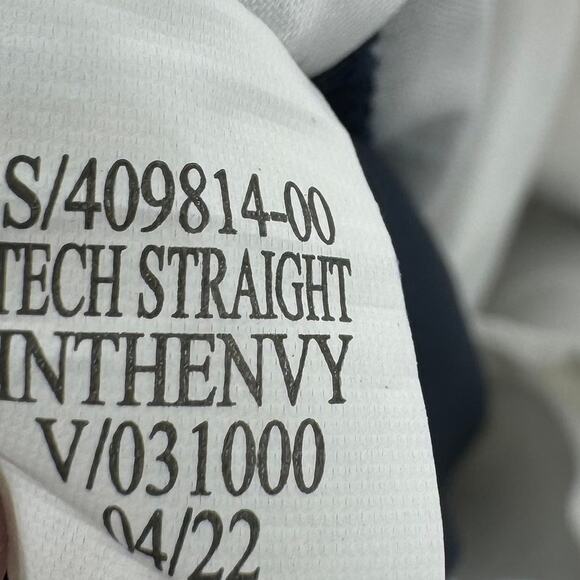 S/409814-00
TECH STRAIGHT
INTHENVY
V/031000
04/22